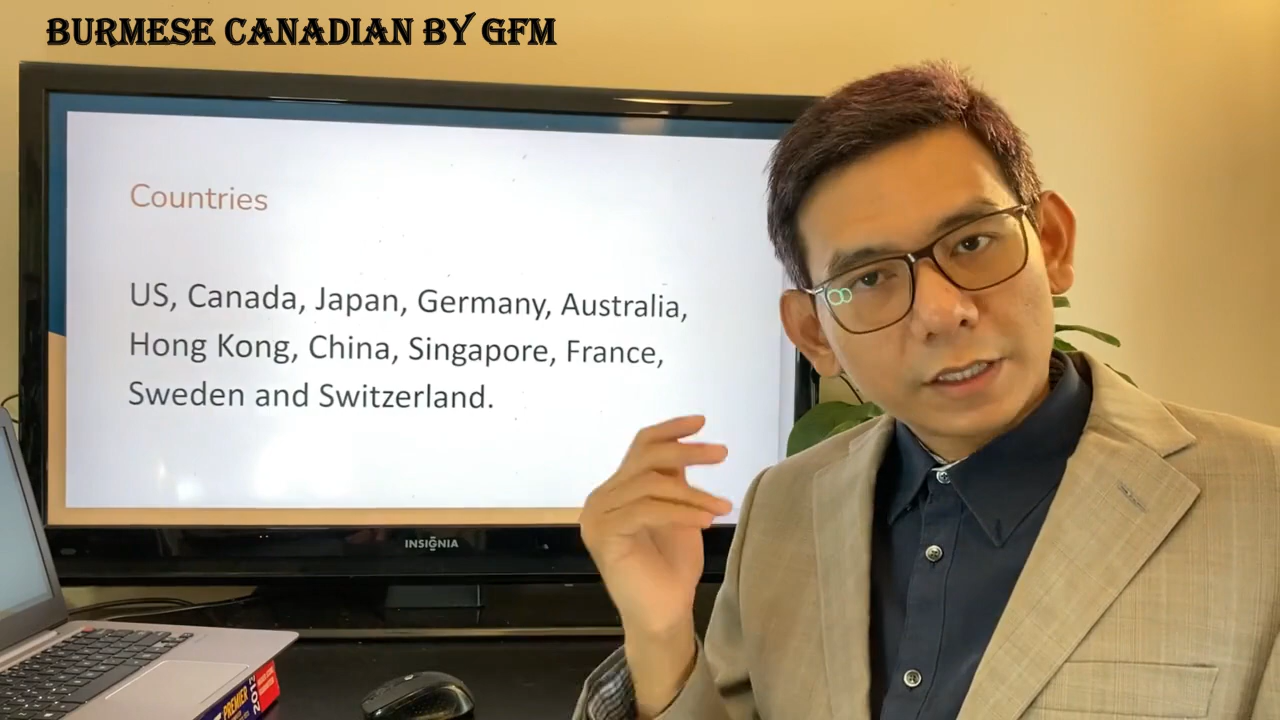 BURMESE CANADIAN BY GFM
Countries
US, Canada, Japan, Germany, Australia,
Hong Kong, China, Singapore, France,
Sweden and Switzerland.
INSIGNIA
PREMIER
2012